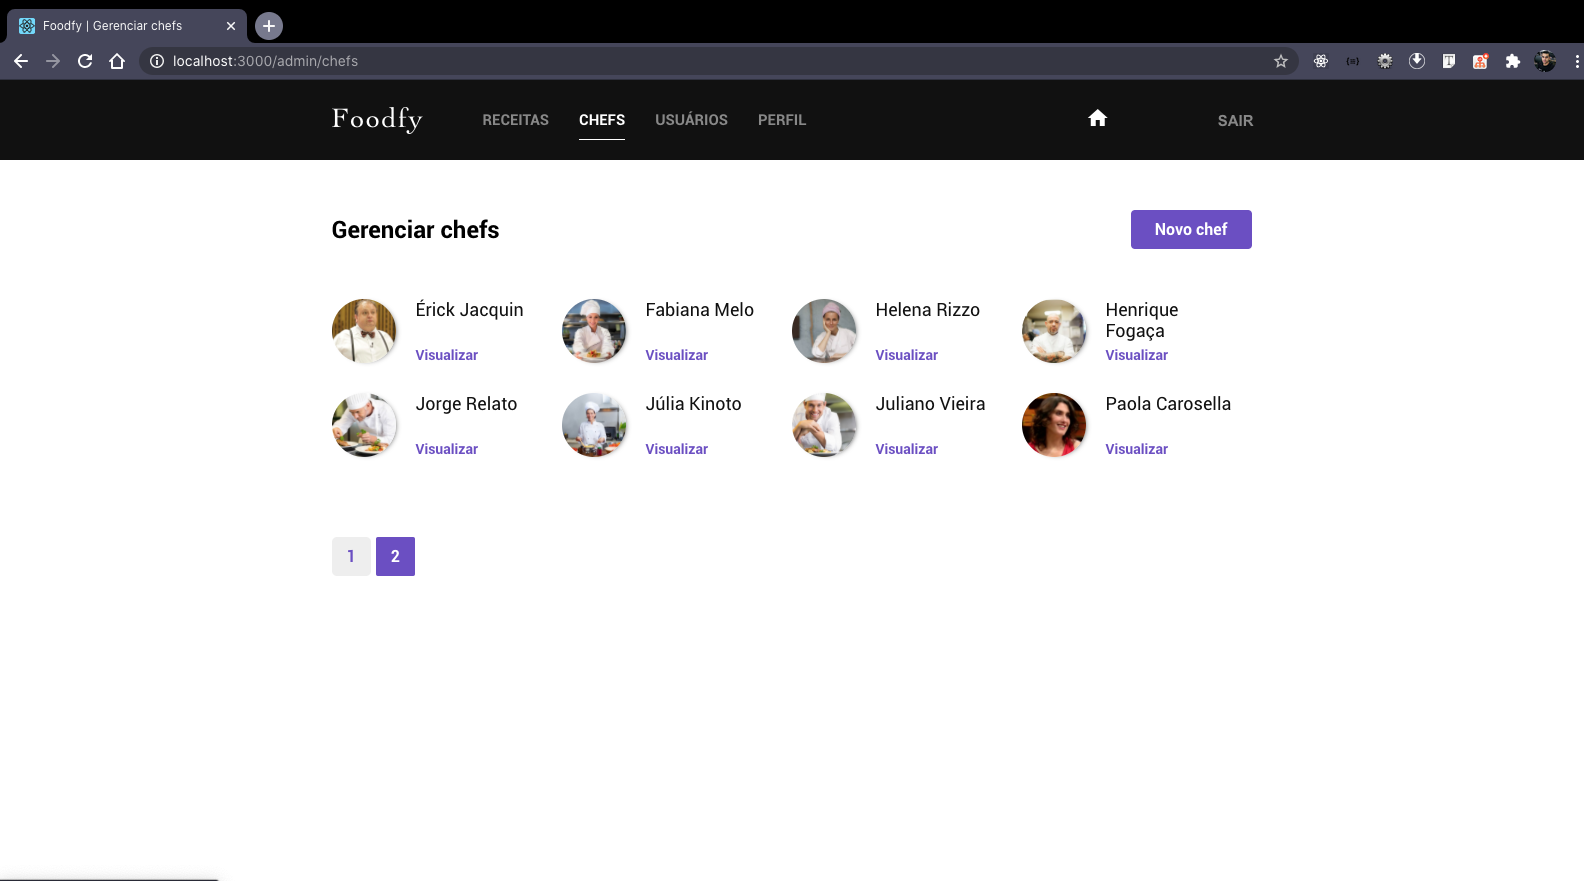 Foodfy | Gerenciar chefs
localhost:3000/admin/chefs
Foodfy RECEITAS CHEFS USUÁRIOS PERFIL SAIR
Gerenciar chefs Novo chef
Érick Jacquin
Visualizar
Fabiana Melo
Visualizar
Helena Rizzo
Visualizar
Henrique
Fogaça
Visualizar
Jorge Relato
Visualizar
Júlia Kinoto
Visualizar
Juliano Vieira
Visualizar
Paola Carosella
Visualizar
1 2